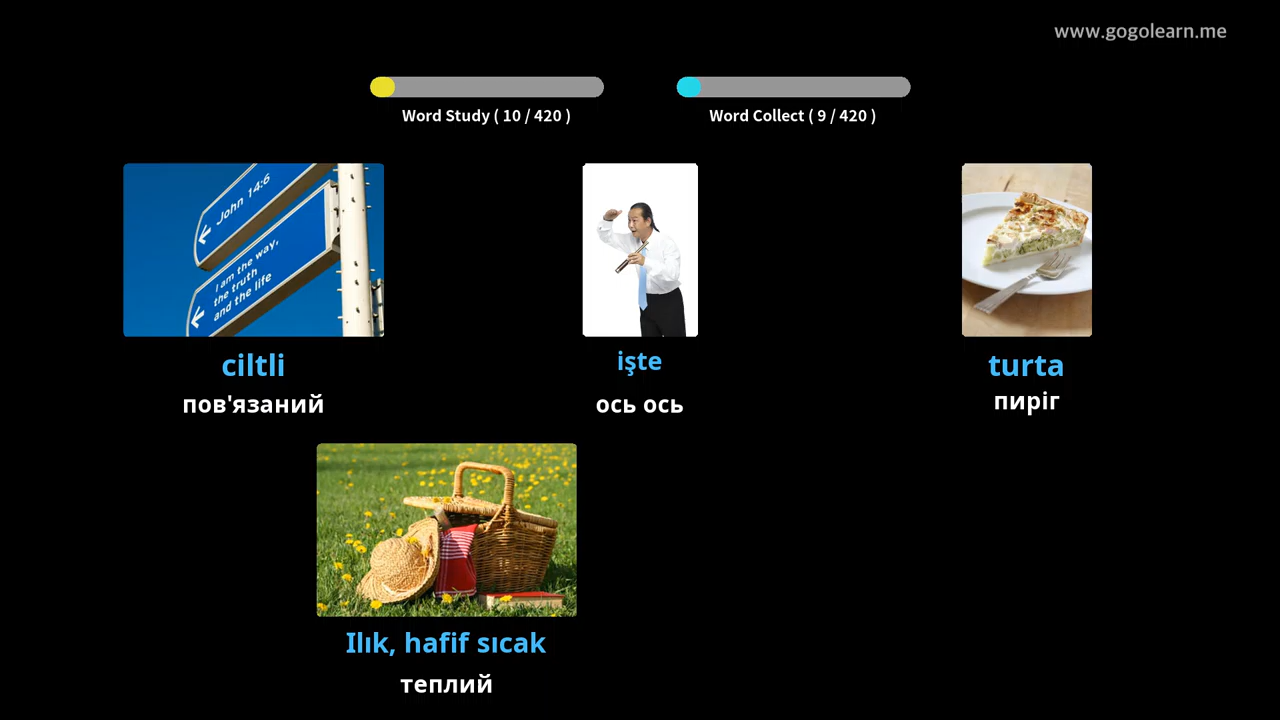 www.gogolearn.me
Word Study ( 10 / 420 )
Word Collect ( 9 / 420 )
John 14:6
I am the way,
the truth
and the life
ciltli
пов'язаний
işte
ось ось
turta
пиріг
Ilık, hafif sıcak
теплий